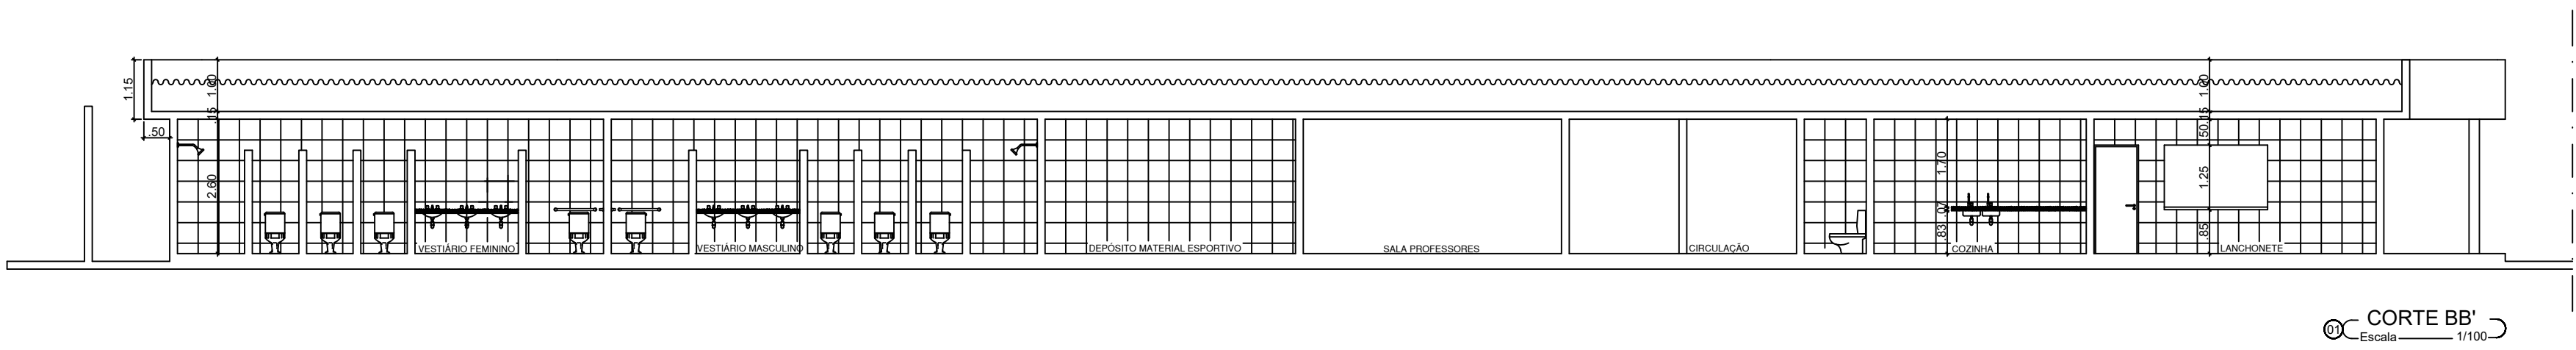 1.15
1.00
.15
.50
2.60
VESTIÁRIO FEMININO
VESTIÁRIO MASCULINO
DEPÓSITO MATERIAL ESPORTIVO
SALA PROFESSORES
CIRCULAÇÃO
1.70
.07
.83
COZINHA
1.00
.15
.50
1.25
.85
LANCHONETE
01
CORTE BB'
Escala 1/100